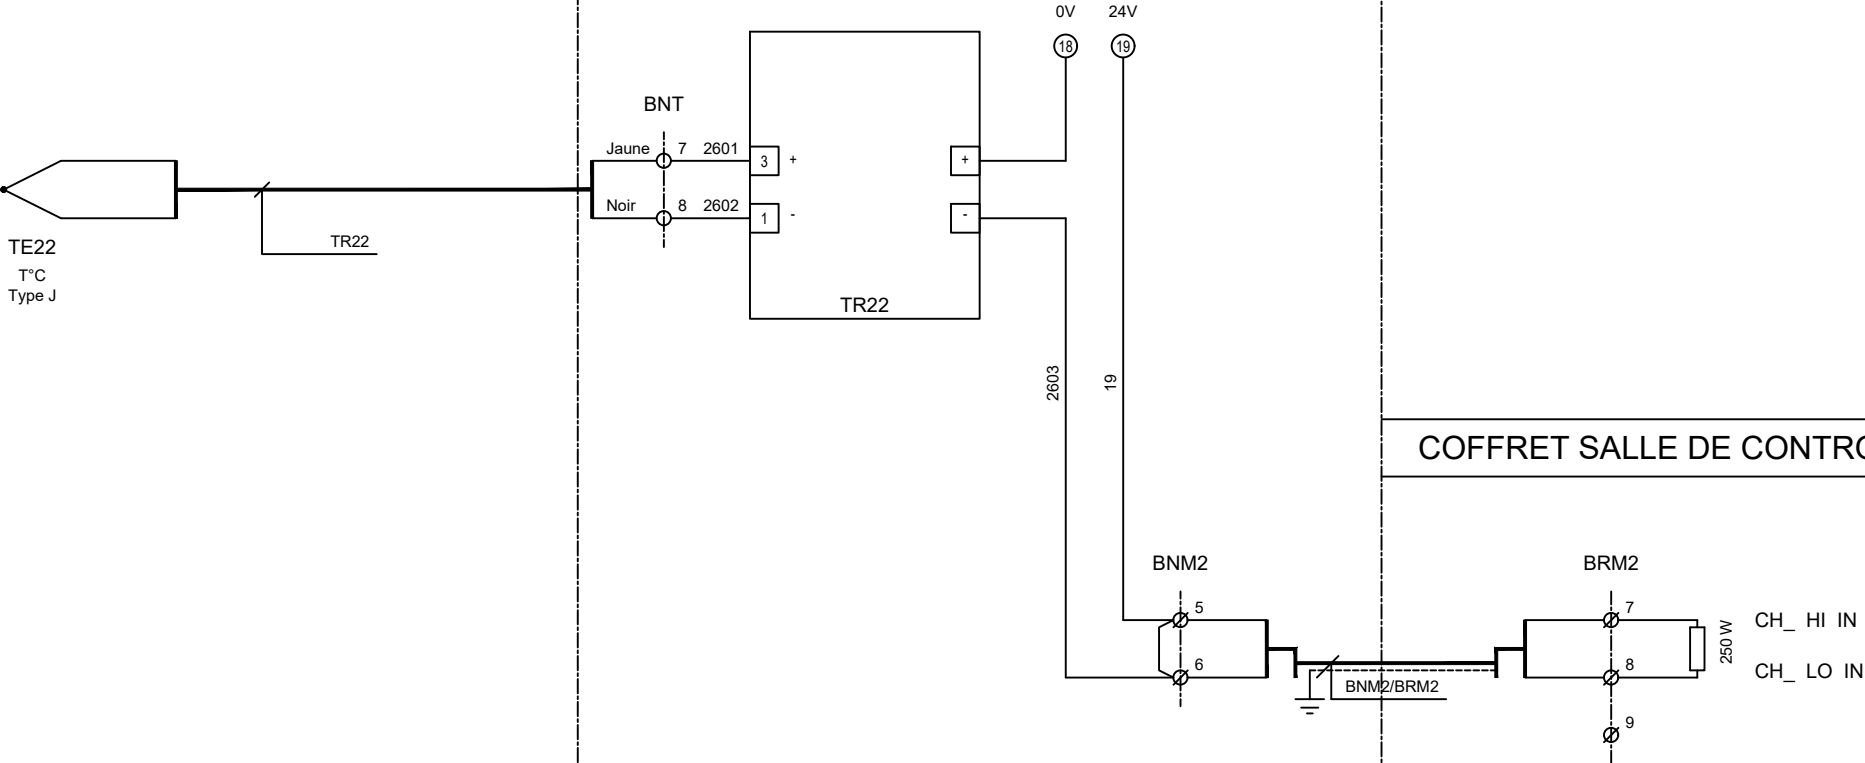 0V 24V
18 19
BNT
Jaune 7 2601 3 + +
Noir 8 2602 1 - -
TR22
TE22
T°C
Type J
TR22
2603 19
COFFRET SALLE DE CONTRO
BNM2 BRM2
5 7 CH_ HI IN
250 W
6 8 CH_ LO IN
BNM2/BRM2
9